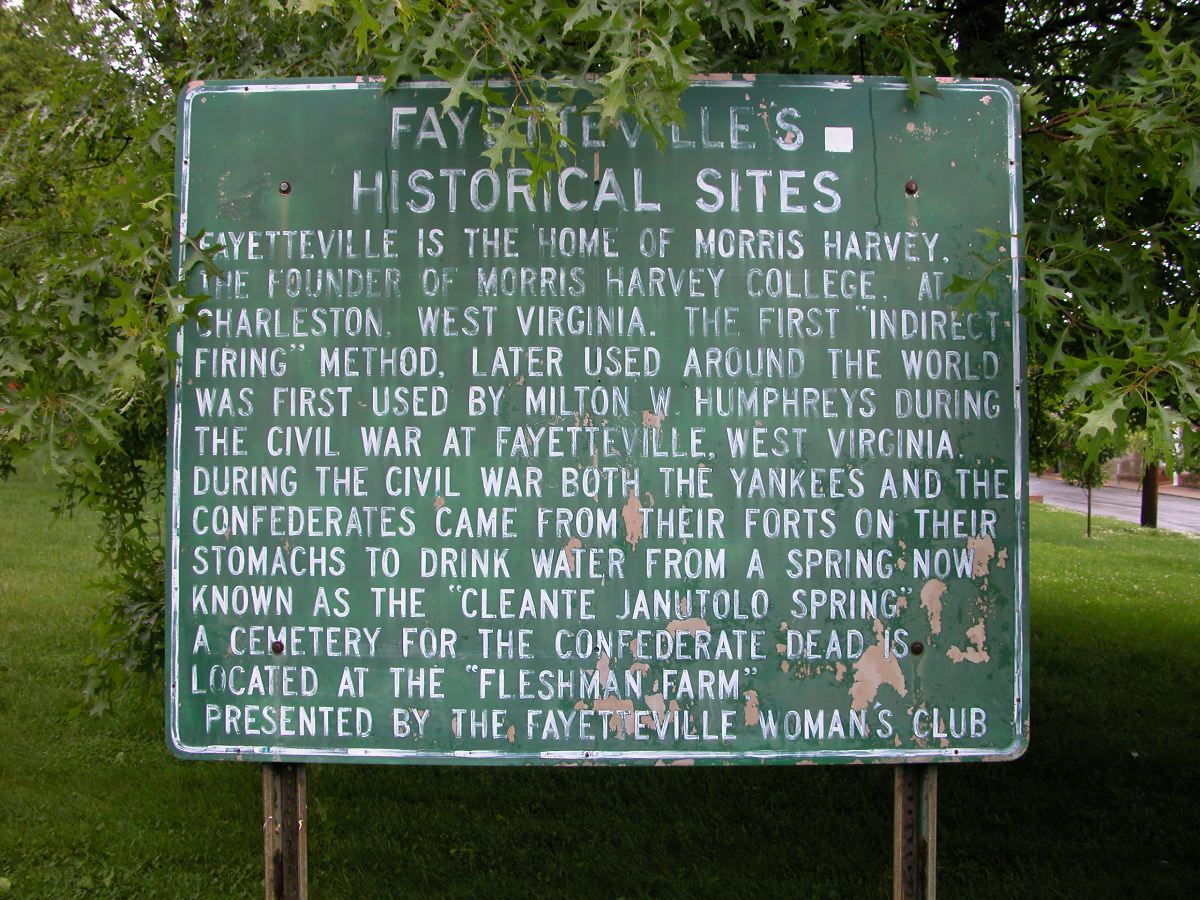 FAYETTEVILLE'S
HISTORICAL SITES
FAYETTEVILLE IS THE HOME OF MORRIS HARVEY,
THE FOUNDER OF MORRIS HARVEY COLLEGE, AT
CHARLESTON, WEST VIRGINIA. THE FIRST "INDIRECT
FIRING" METHOD, LATER USED AROUND THE WORLD
WAS FIRST USED BY MILTON W. HUMPHREYS DURING
THE CIVIL WAR AT FAYETTEVILLE, WEST VIRGINIA.
DURING THE CIVIL WAR BOTH THE YANKEES AND THE
CONFEDERATES CAME FROM THEIR FORTS ON THEIR
STOMACHS TO DRINK WATER FROM A SPRING NOW
KNOWN AS THE "CLEANTE JANUTOLO SPRING"
A CEMETERY FOR THE CONFEDERATE DEAD IS
LOCATED AT THE "FLESHMAN FARM".
PRESENTED BY THE FAYETTEVILLE WOMAN'S CLUB